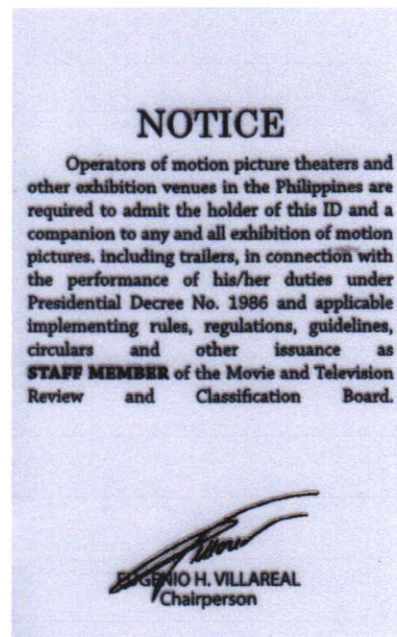 NOTICE
Operators of motion picture theaters and
other exhibition venues in the Philippines are
required to admit the holder of this ID and a
companion to any and all exhibition of motion
pictures. including trailers, in connection with
the performance of his/her duties under
Presidential Decree No. 1986 and applicable
implementing rules, regulations, guidelines,
circulars and other issuance as
STAFF MEMBER of the Movie and Television
Review and Classification Board.
EUGENIO H. VILLAREAL
Chairperson